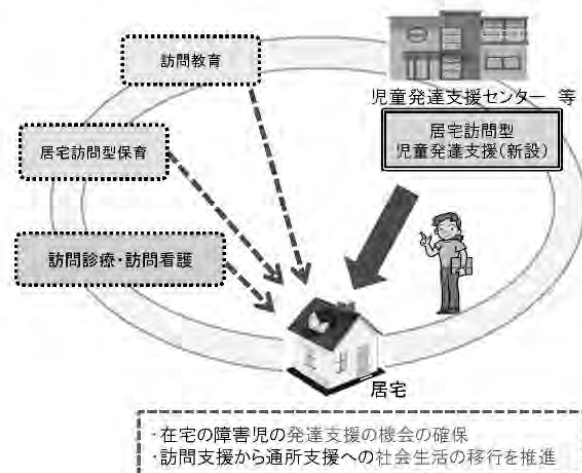 訪問教育
児童発達支援センター 等
居宅訪問型
児童発達支援(新設)
居宅訪問型保育
訪問診療・訪問看護
居宅
・在宅の障害児の発達支援の機会の確保
・訪問支援から通所支援への社会生活の移行を推進